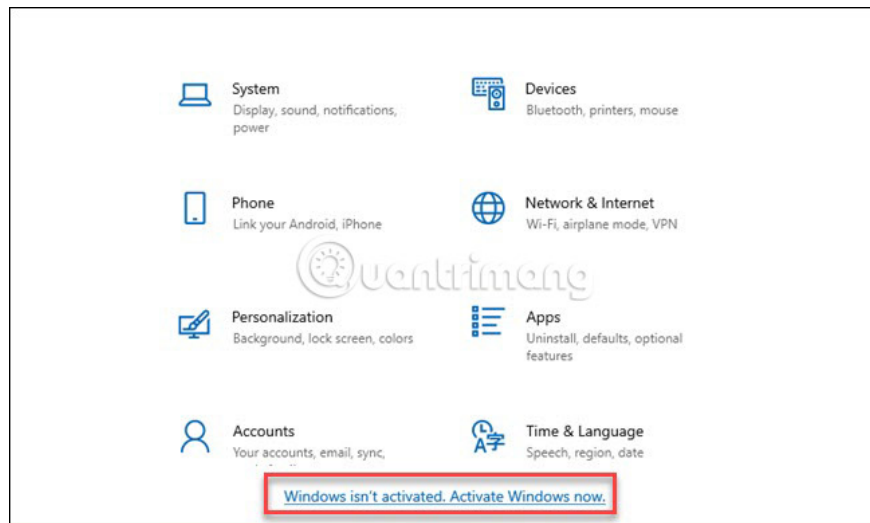 System
Display, sound, notifications,
power
Devices
Bluetooth, printers, mouse
Phone
Link your Android, iPhone
Network & Internet
Wi-Fi, airplane mode, VPN
Quantrimang
Personalization
Background, lock screen, colors
Apps
Uninstall, defaults, optional
features
Accounts
Your accounts, email, sync,
Time & Language
Speech, region, date
Windows isn't activated. Activate Windows now.